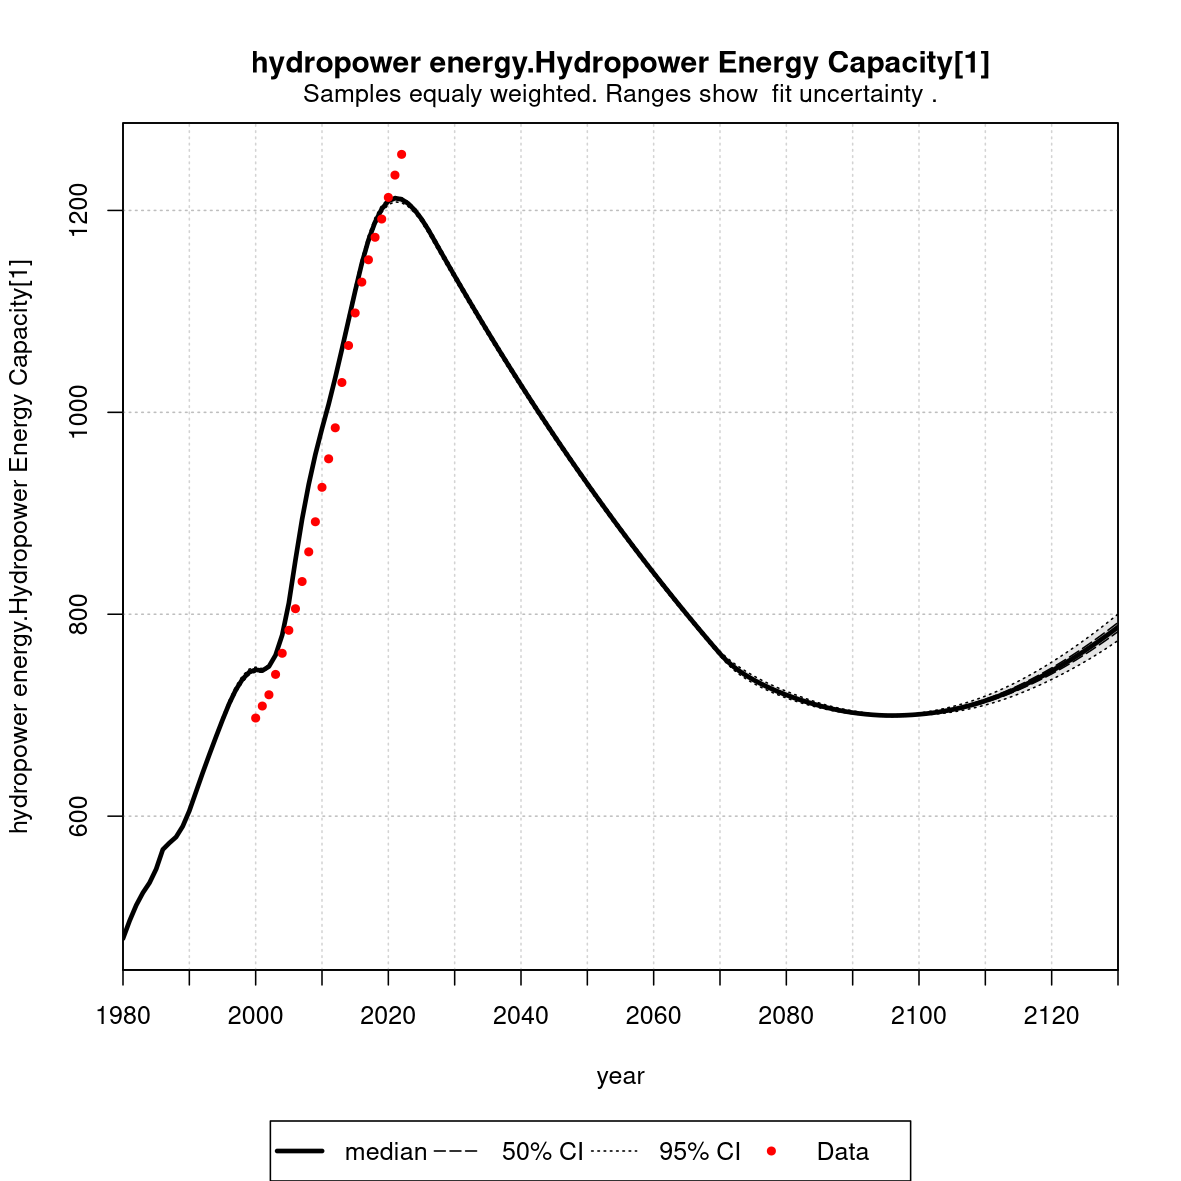 hydropower energy.Hydropower Energy Capacity[1]
Samples equaly weighted. Ranges show  fit uncertainty .
hydropower energy.Hydropower Energy Capacity[1]
1200
1000
800
600
1980 2000 2020 2040 2060 2080 2100 2120
year
median 50% CI 95% CI Data